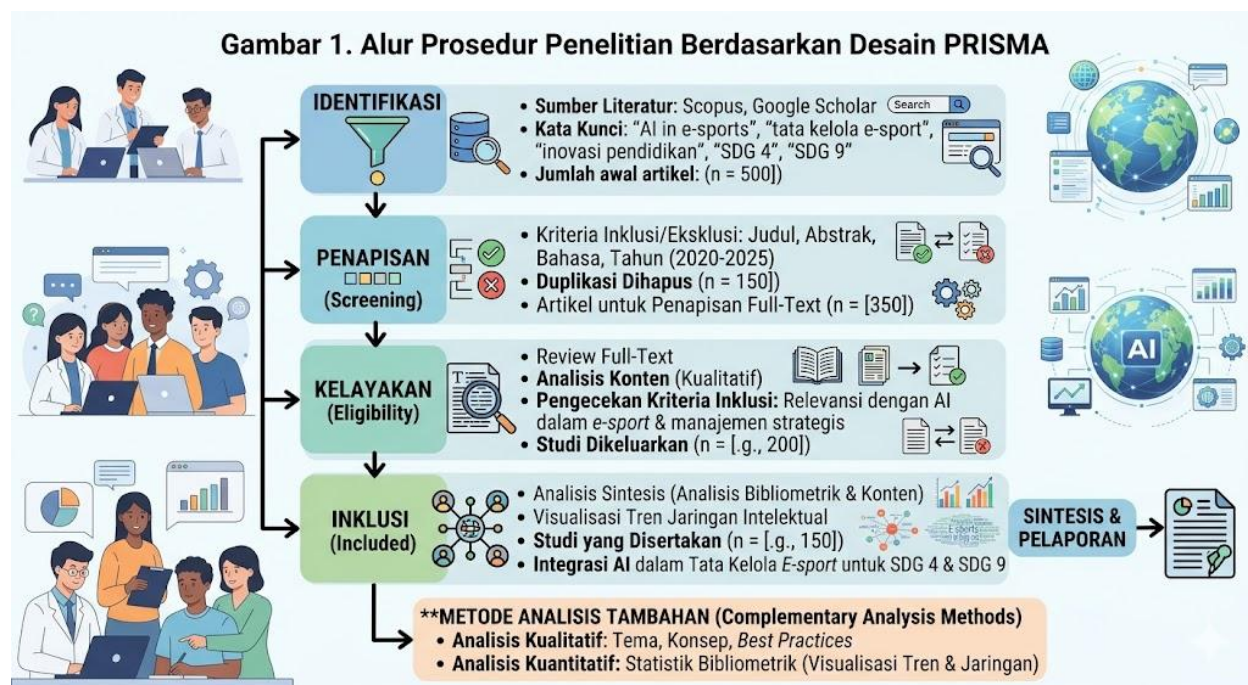 Gambar 1. Alur Prosedur Penelitian Berdasarkan Desain PRISMA
IDENTIFIKASI
• Sumber Literatur: Scopus, Google Scholar
Search
• Kata Kunci: “AI in e-sports”, “tata kelola e-sport”,
“inovasi pendidikan”, “SDG 4”, “SDG 9”
• Jumlah awal artikel: (n = 500])
PENAPISAN
(Screening)
• Kriteria Inklusi/Eksklusi: Judul, Abstrak,
Bahasa, Tahun (2020-2025)
• Duplikasi Dihapus (n = 150])
• Artikel untuk Penapisan Full-Text (n = [350])
KELAYAKAN
(Eligibility)
• Review Full-Text
• Analisis Konten (Kualitatif)
• Pengecekan Kriteria Inklusi: Relevansi dengan AI
dalam e-sport & manajemen strategis
• Studi Dikeluarkan (n = [.g., 200])
INKLUSI
(Included)
• Analisis Sintesis (Analisis Bibliometrik & Konten)
• Visualisasi Tren Jaringan Intelektual
• Studi yang Disertakan (n = [.g., 150])
• Integrasi AI dalam Tata Kelola E-sport untuk SDG 4 & SDG 9
SINTESIS &
PELAPORAN
**METODE ANALISIS TAMBAHAN (Complementary Analysis Methods)
• Analisis Kualitatif: Tema, Konsep, Best Practices
• Analisis Kuantitatif: Statistik Bibliometrik (Visualisasi Tren & Jaringan)
AI